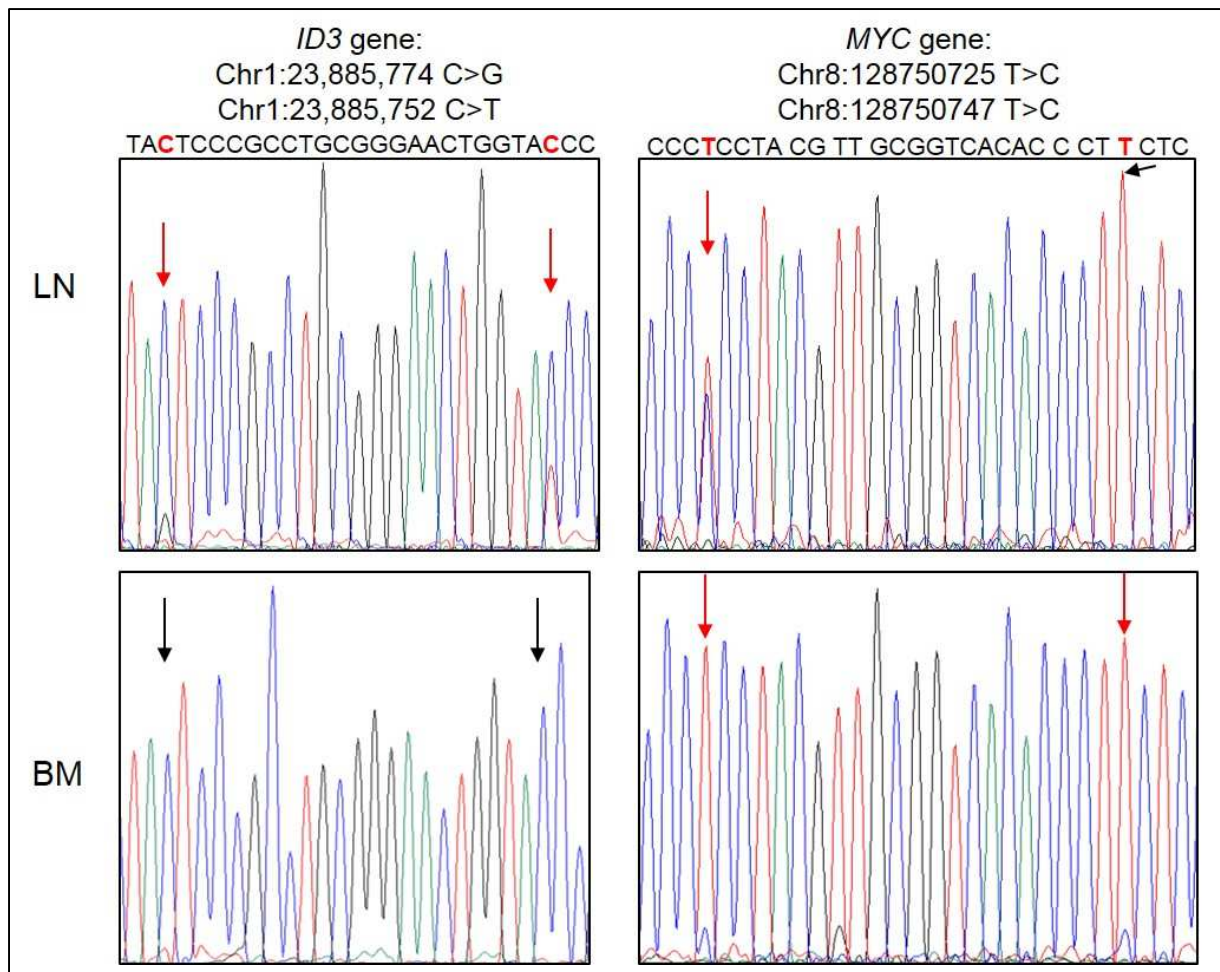 ID3 gene:
Chr1:23,885,774 C>G
Chr1:23,885,752 C>T
TACTCCCGCCTGCGGGAACTGGTACCC
MYC gene:
Chr8:128750725 T>C
Chr8:128750747 T>C
CCCTCCTA CG TT GCGGTCACAC C CT T CTC
LN
BM